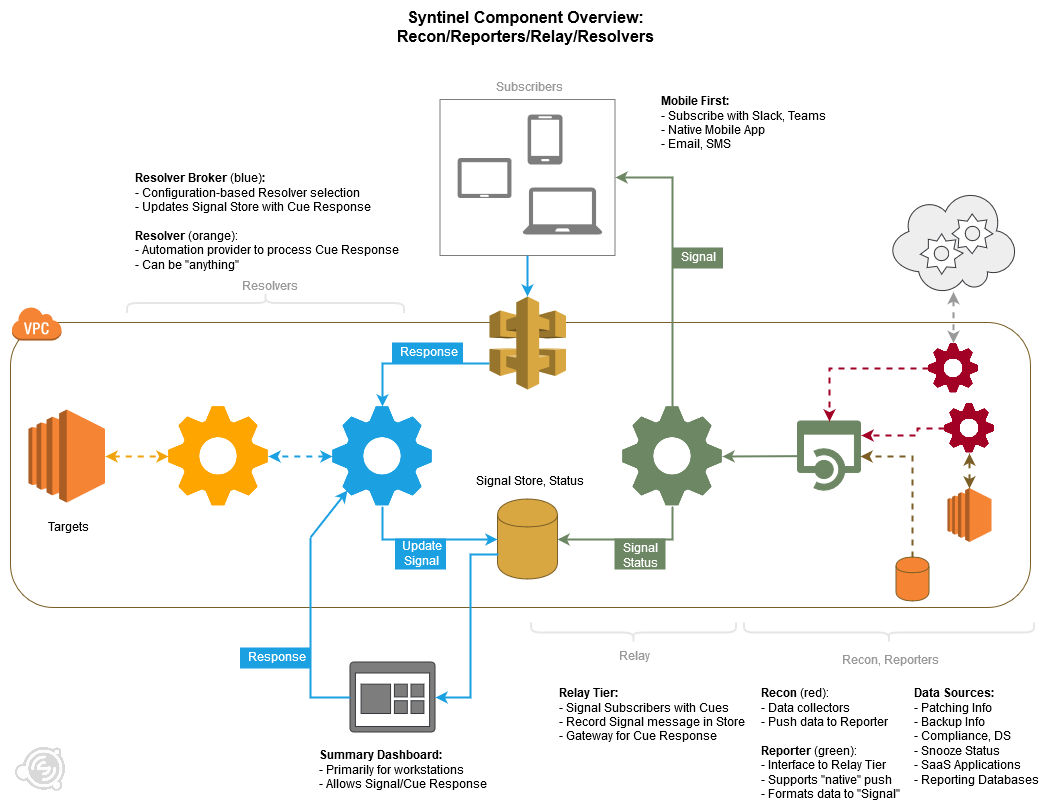 Syntinel Component Overview:
Recon/Reporters/Relay/Resolvers
Subscribers
Mobile First:
- Subscribe with Slack, Teams
- Native Mobile App
- Email, SMS
Resolver Broker (blue):
- Configuration-based Resolver selection
- Updates Signal Store with Cue Response
Resolver (orange):
- Automation provider to process Cue Response
- Can be "anything"
Resolvers
Signal
VPC
Response
Signal Store, Status
Targets
Update
Signal
Signal
Status
Response
Relay
Recon, Reporters
Relay Tier:
- Signal Subscribers with Cues
- Record Signal message in Store
- Gateway for Cue Response
Recon (red):
- Data collectors
- Push data to Reporter
Reporter (green):
- Interface to Relay Tier
- Supports "native" push
- Formats data to "Signal"
Data Sources:
- Patching Info
- Backup Info
- Compliance, DS
- Snooze Status
- SaaS Applications
- Reporting Databases
Summary Dashboard:
- Primarily for workstations
- Allows Signal/Cue Response